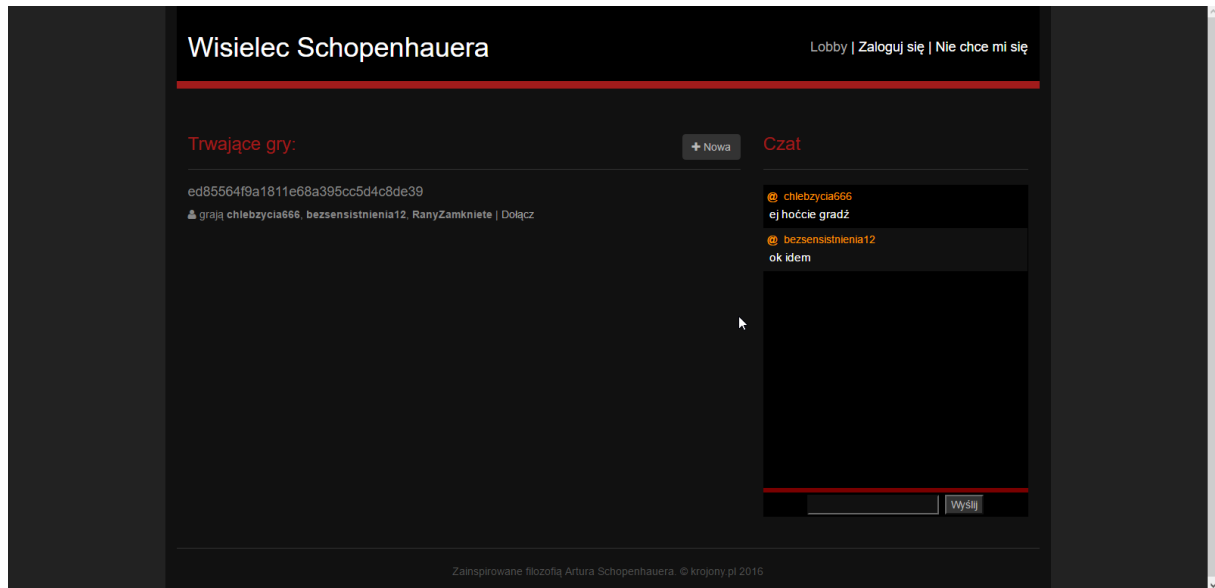 Wisielec Schopenhauera
Lobby | Zaloguj się | Nie chce mi się
Trwające gry:
+ Nowa
ed85564f9a1811e68a395cc5d4c8de39
grają chlebzycia666, bezsensistnienia12, RanyZamkniete | Dołącz
Czat
@ chlebzycia666
ej hoćcie gradź
@ bezsensistnienia12
ok idem
Wyślij
Zainspirowane filozofią Artura Schopenhauera. © krojony.pl 2016